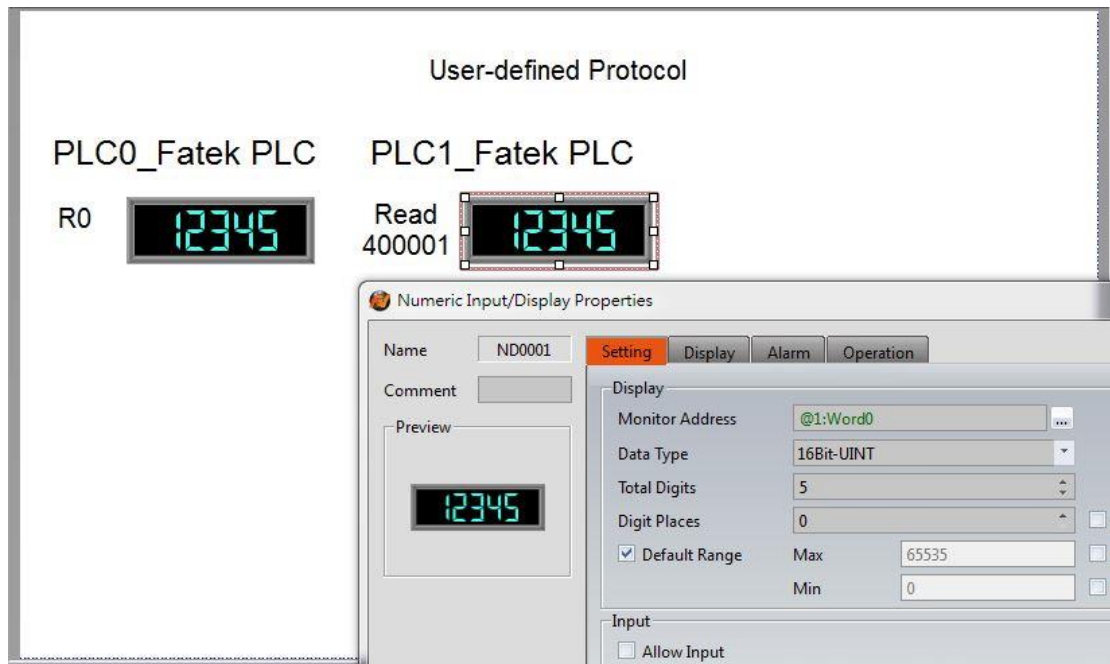 User-defined Protocol
PLC0_Fatek PLC
PLC1_Fatek PLC
R0
12345
Read
400001
12345
Numeric Input/Display Properties
Name
ND0001
Comment
Preview
12345
Setting
Display
Alarm
Operation
Display
Monitor Address
@1:Word0
...
Data Type
16Bit-UINT
Total Digits
5
Digit Places
0
Default Range
Max
65535
Min
0
Input
Allow Input